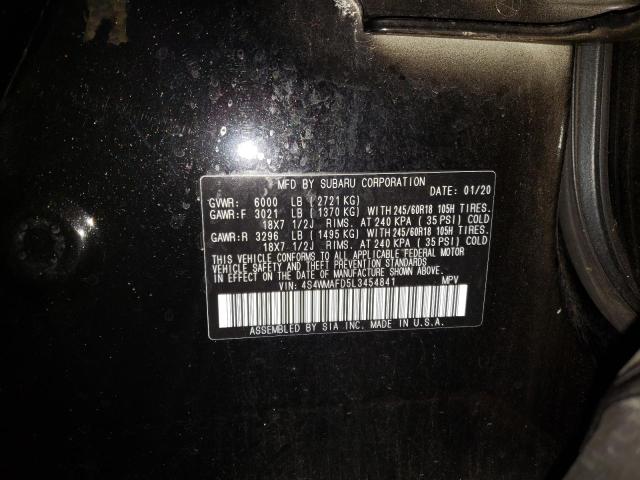 MFD BY SUBARU CORPORATION
DATE: 01/20
GVWR: 6000 LB (2721 KG)
GAWR:F 3021 LB (1370 KG) WITH 245/60R18 105H TIRES.
18X7 1/2J RIMS. AT 240 KPA (35 PSI) COLD
GAWR:R 3296 LB (1495 KG) WITH 245/60R18 105H TIRES.
18X7 1/2J RIMS. AT 240 KPA (35 PSI) COLD
THIS VEHICLE CONFORMS TO ALL APPLICABLE FEDERAL MOTOR
VEHICLE SAFETY AND THEFT PREVENTION STANDARDS
IN EFFECT ON THE DATE OF MANUFACTURE SHOWN ABOVE.
VIN: 4S4WMAFD5L3454841 MPV
ASSEMBLED BY SIA INC. MADE IN U.S.A.